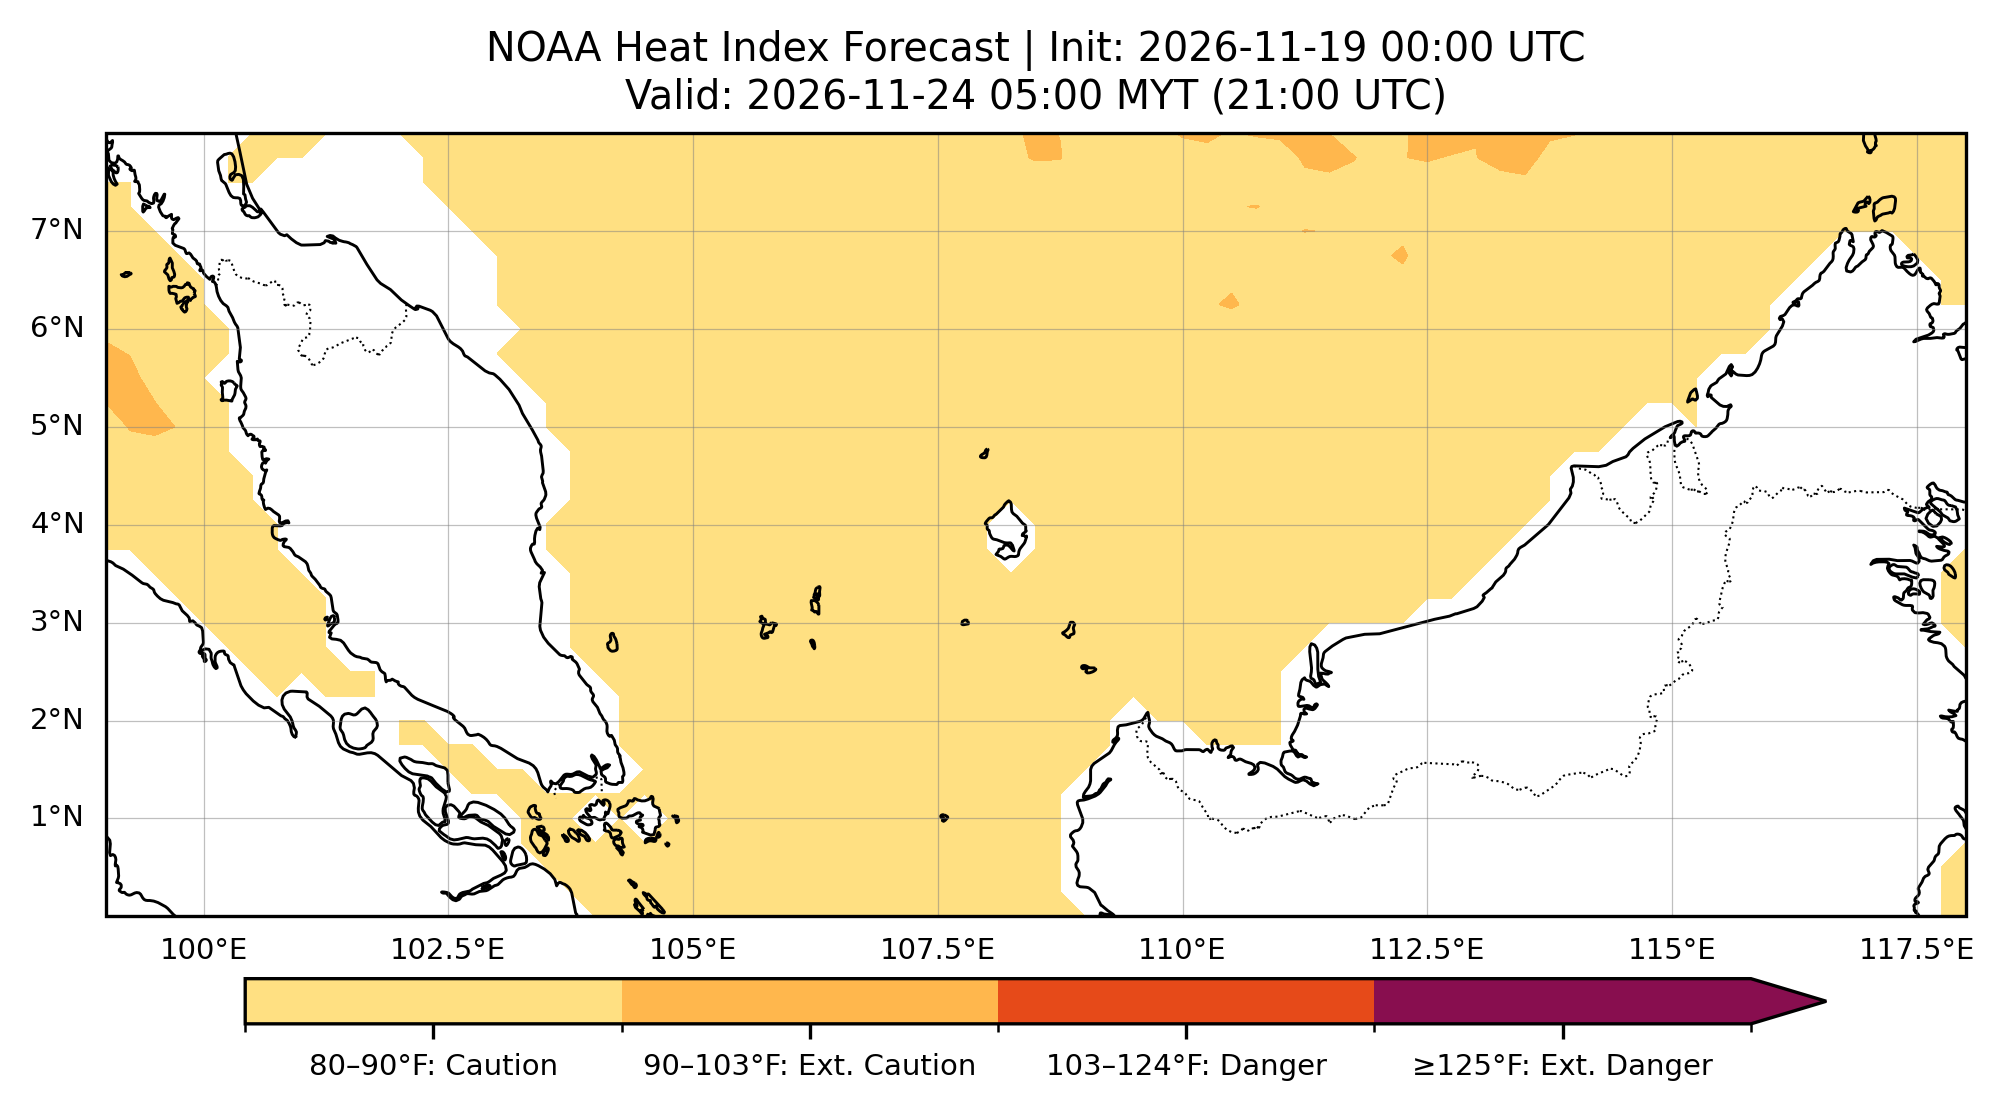 NOAA Heat Index Forecast | Init: 2026-11-19 00:00 UTC
Valid: 2026-11-24 05:00 MYT (21:00 UTC)
7°N
6°N
5°N
4°N
3°N
2°N
1°N
100°E 102.5°E 105°E 107.5°E 110°E 112.5°E 115°E 117.5°E
80–90°F: Caution 90–103°F: Ext. Caution 103–124°F: Danger ≥125°F: Ext. Danger